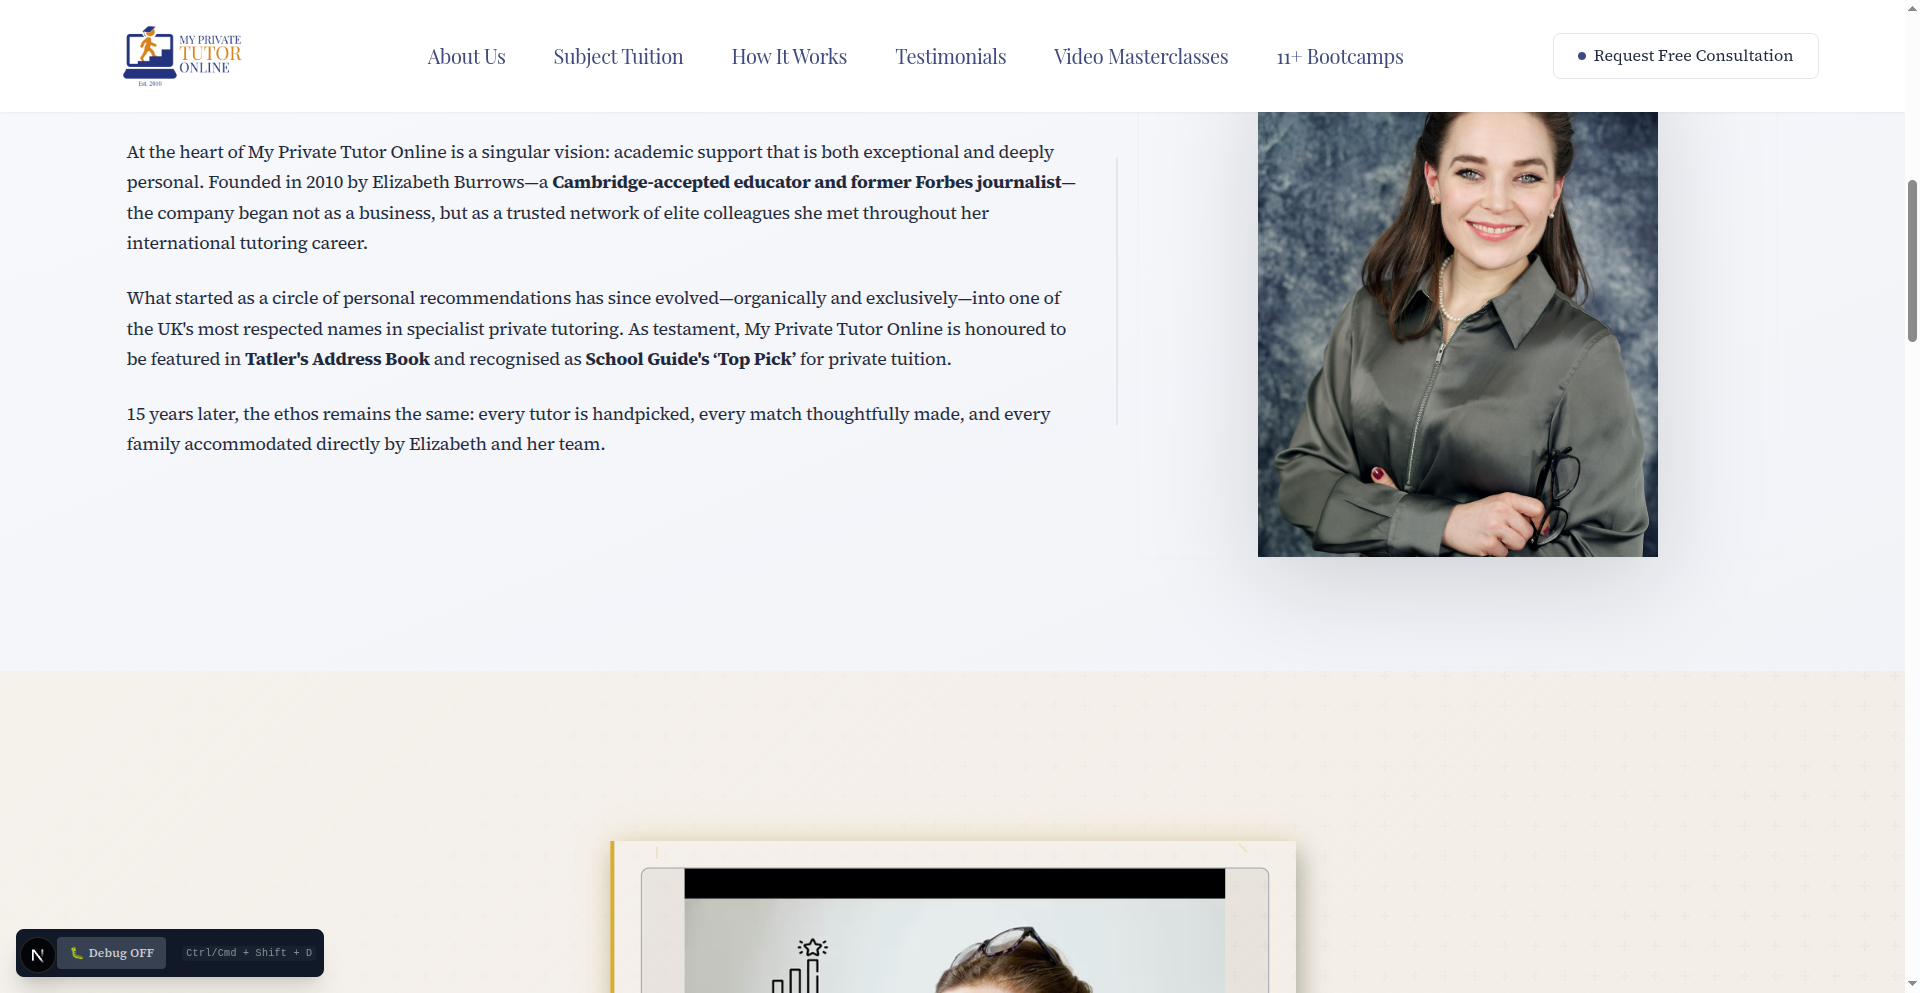 MY PRIVATE
TUTOR
ONLINE
Est. 2010
About Us
Subject Tuition
How It Works
Testimonials
Video Masterclasses
11+ Bootcamps
Request Free Consultation
At the heart of My Private Tutor Online is a singular vision: academic support that is both exceptional and deeply
personal. Founded in 2010 by Elizabeth Burrows—a Cambridge-accepted educator and former Forbes journalist—
the company began not as a business, but as a trusted network of elite colleagues she met throughout her
international tutoring career.
What started as a circle of personal recommendations has since evolved—organically and exclusively—into one of
the UK's most respected names in specialist private tutoring. As testament, My Private Tutor Online is honoured to
be featured in Tatler's Address Book and recognised as School Guide's ‘Top Pick’ for private tuition.
15 years later, the ethos remains the same: every tutor is handpicked, every match thoughtfully made, and every
family accommodated directly by Elizabeth and her team.
N
Debug OFF
Ctrl/Cmd + Shift + D